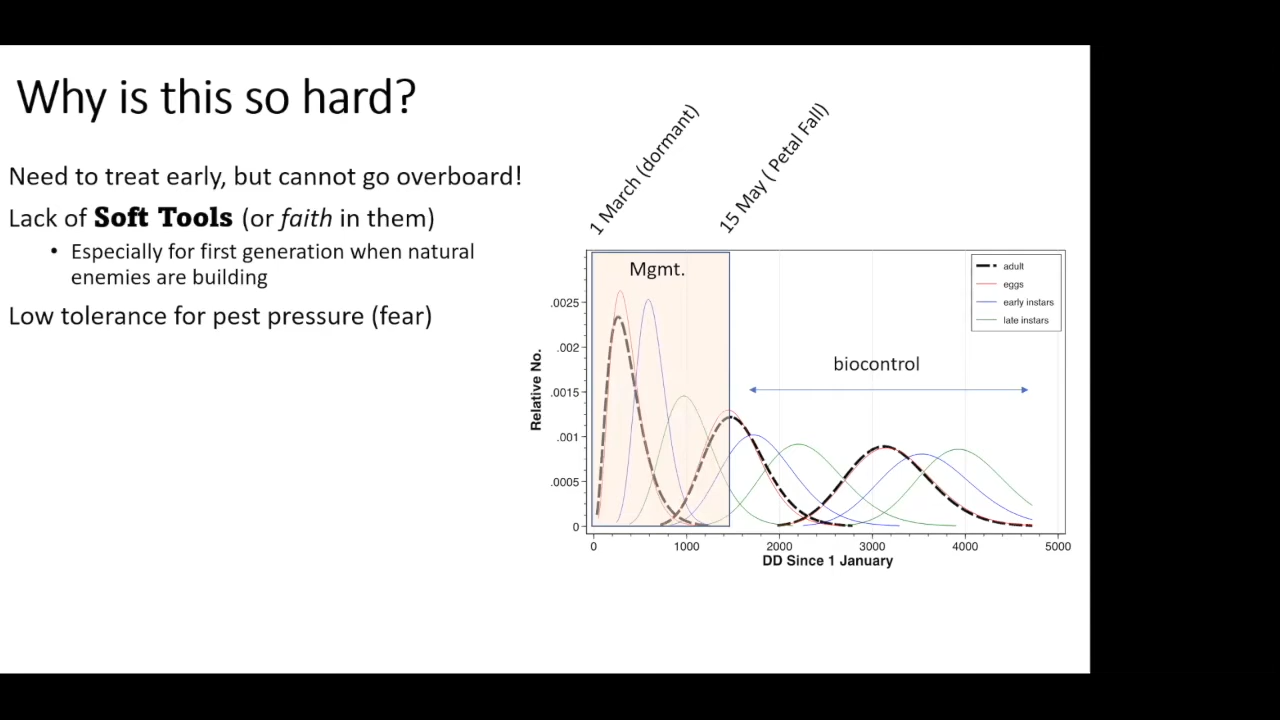 Why is this so hard?
Need to treat early, but cannot go overboard!
Lack of Soft Tools (or faith in them)
• Especially for first generation when natural
enemies are building
Low tolerance for pest pressure (fear)
1 March (dormant)
15 May ( Petal Fall)
Mgmt.
adult
eggs
early instars
late instars
biocontrol
Relative No.
.0025
.002
.0015
.001
.0005
0
0 1000 2000 3000 4000 5000
DD Since 1 January